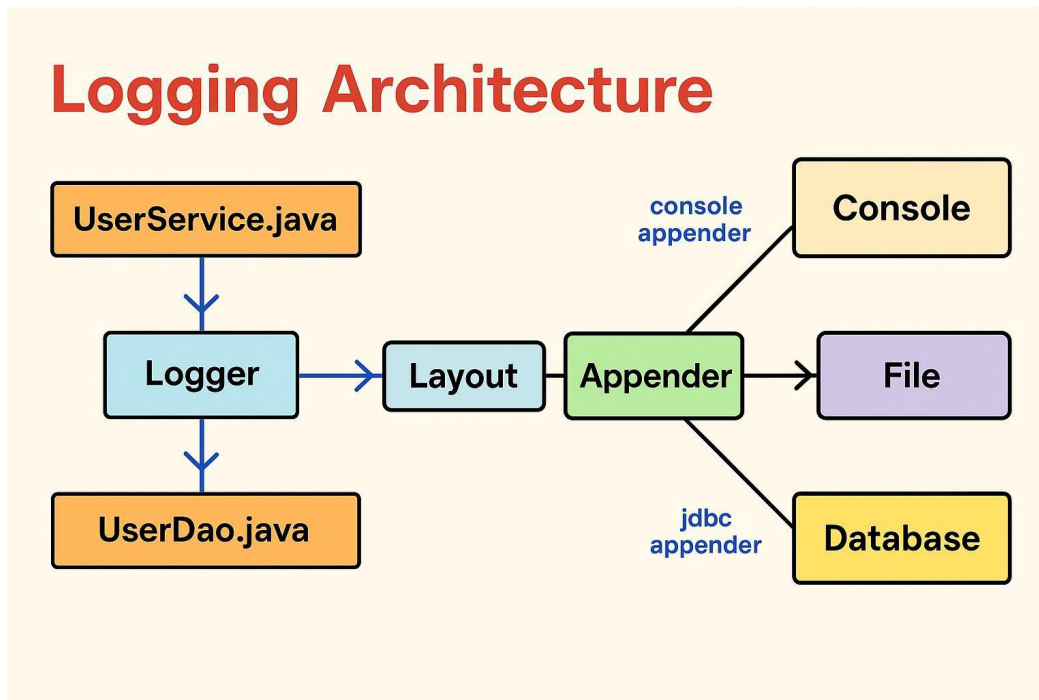 Logging Architecture
UserService.java
console
appender
Console
Logger
Layout
Appender
File
UserDao.java
jdbc
appender
Database